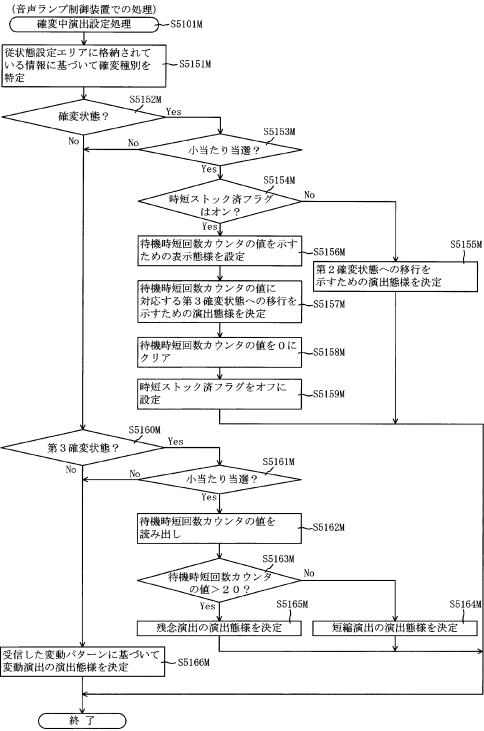 (音声ランプ制御装置での処理)
確変中演出設定処理
S5101M
従状態設定エリアに格納されて
いる情報に基づいて確変種別を
特定
S5151M
確変状態?
S5152M
Yes
No
小当たり当選?
S5153M
No
Yes
時短ストック済フラグ
はオン?
S5154M
No
Yes
第2確変状態への移行を
示すための演出態様を決定
S5155M
待機時短回数カウンタの値を示す
ための表示態様を設定
S5156M
待機時短回数カウンタの値に
対応する第3確変状態への移行を
示すための演出態様を決定
S5157M
待機時短回数カウンタの値を0に
クリア
S5158M
時短ストック済フラグをオフに
設定
S5159M
第3確変状態?
S5160M
Yes
No
小当たり当選?
S5161M
No
Yes
待機時短回数カウンタの値を
読み出し
S5162M
待機時短回数カウンタ
の値>20?
S5163M
No
Yes
残念演出の演出態様を決定
S5165M
短縮演出の演出態様を決定
S5164M
受信した変動パターンに基づいて
変動演出の演出態様を決定
S5166M
終了